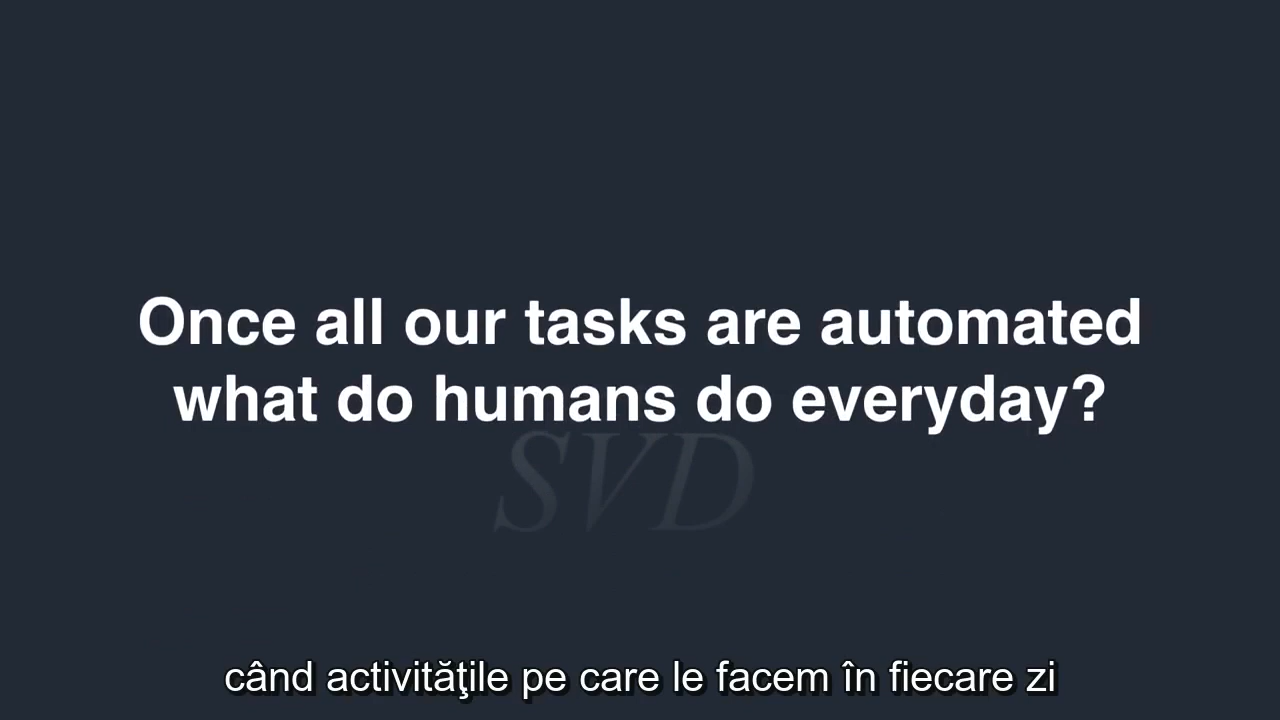 Once all our tasks are automated
what do humans do everyday?
SVD
când activităţile pe care le facem în fiecare zi